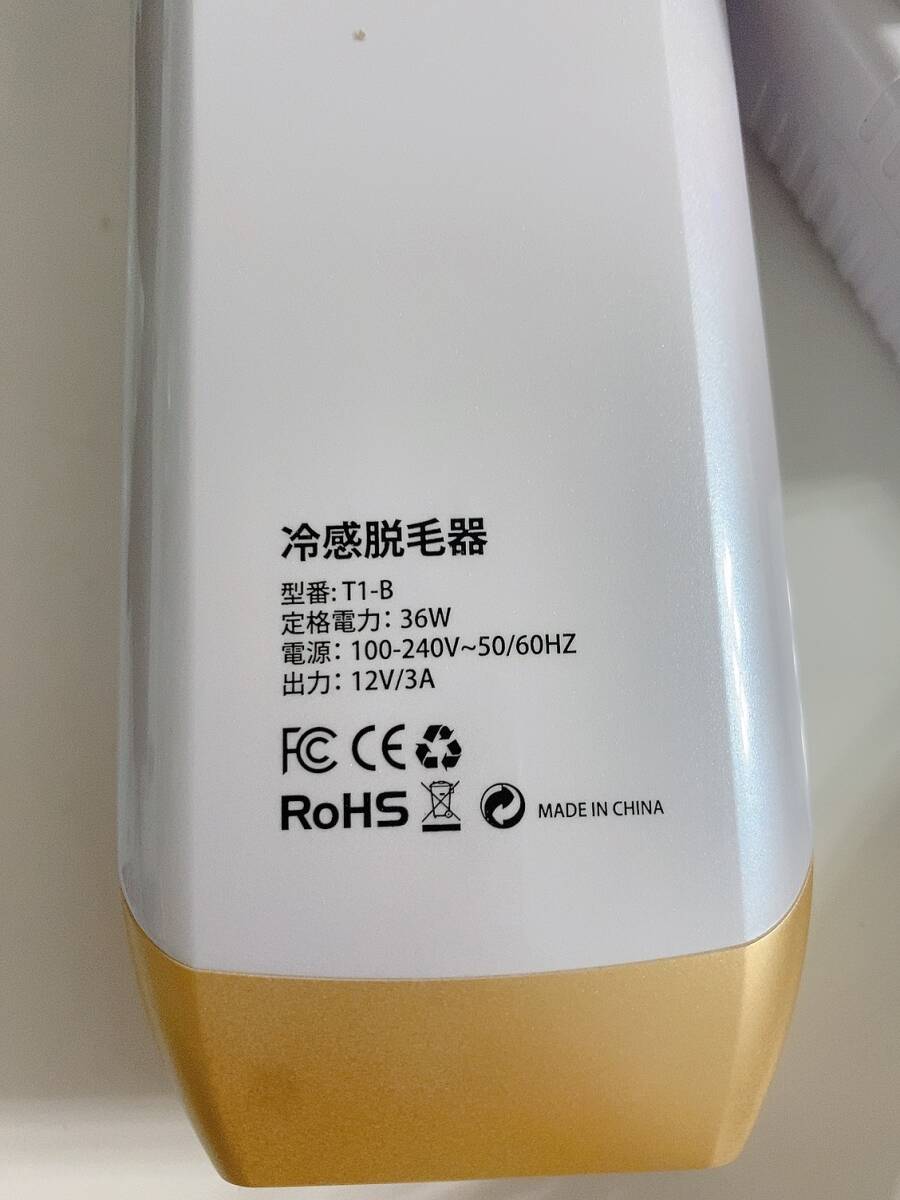 冷感脱毛器
型番: T1-B
定格電力: 36W
電源: 100-240V~50/60HZ
出力: 12V/3A
FC CE
RoHS MADE IN CHINA